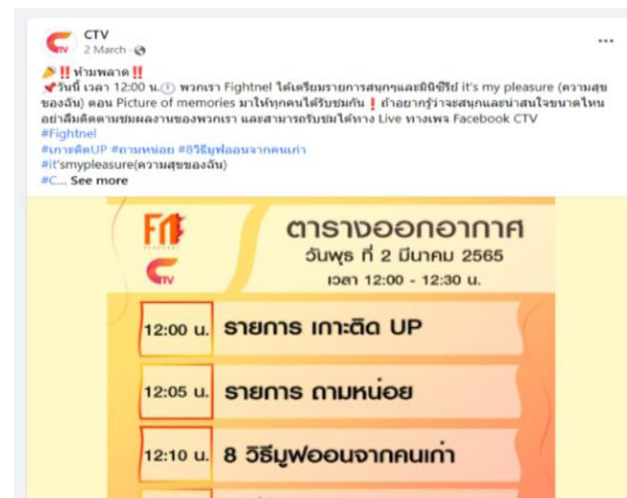 CTV
2 March
🎉‼️ห้ามพลาด‼️
📌วันนี้ เวลา 12:00 น.🕛 พวกเรา Fightnel ได้เตรียมรายการสนุกๆและมินิซีรีย์ it's my pleasure (ความสุข
ของฉัน) ตอน Picture of memories มาให้ทุกคนได้รับชมกัน❗ ถ้าอยากรู้ว่าจะสนุกและน่าสนใจขนาดไหน
อย่าลืมติดตามชมผลงานของพวกเรา และสามารถรับชมได้ทาง Live ทางเพจ Facebook CTV
#Fightnel
#เกาะติดUP #ถามหน่อย #8วิธีมูฟออนจากคนเก่า
#it'smypleasure(ความสุขของฉัน)
#C... See more
ตารางออกอากาศ
วันพุธ ที่ 2 มีนาคม 2565
เวลา 12:00 - 12:30 น.
CTV
12:00 น. รายการ เกาะติด UP
12:05 น. รายการ ถามหน่อย
12:10 น. 8 วิธีมูฟออนจากคนเก่า